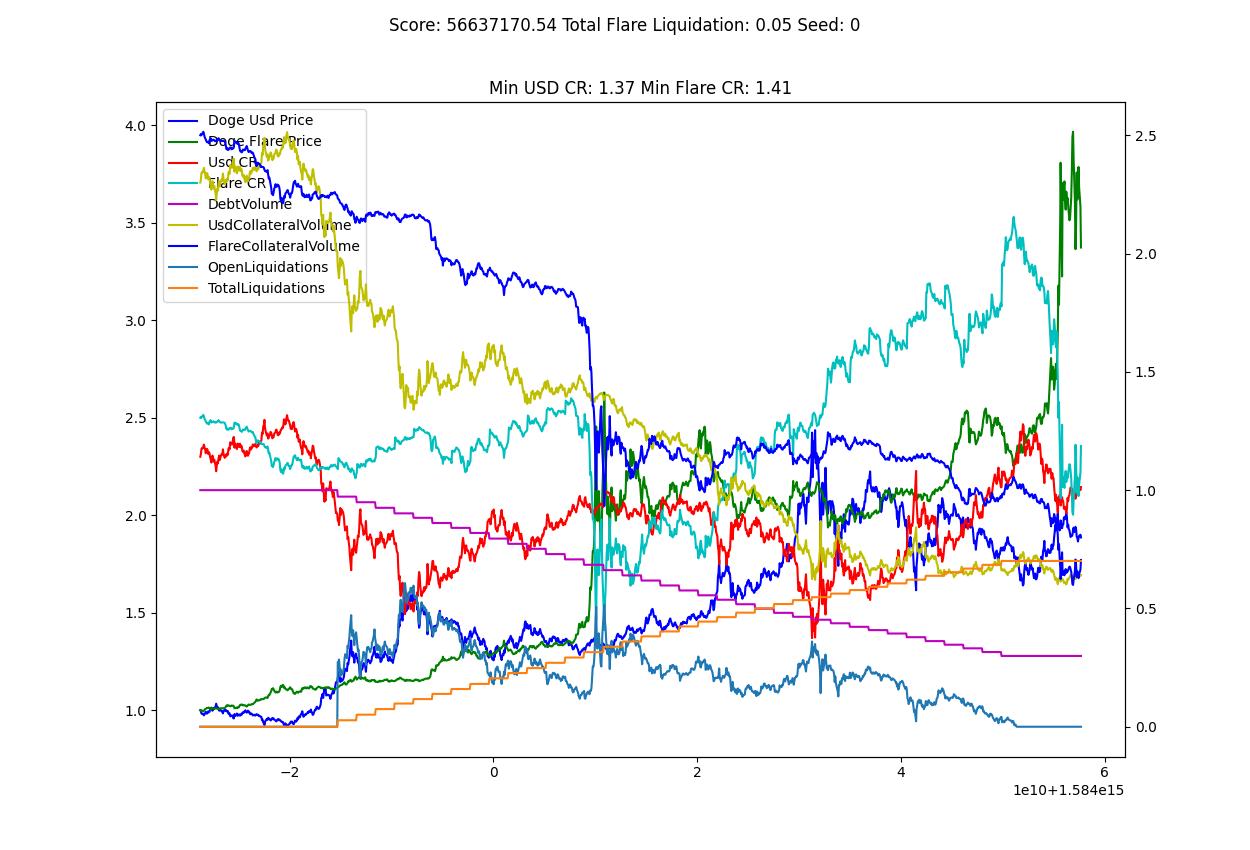 Score: 56637170.54 Total Flare Liquidation: 0.05 Seed: 0
Min USD CR: 1.37 Min Flare CR: 1.41
Doge Usd Price
Doge Flare Price
Usd CR
Flare CR
DebtVolume
UsdCollateralVolume
FlareCollateralVolume
OpenLiquidations
TotalLiquidations
4.0
3.5
3.0
2.5
2.0
1.5
1.0
2.5
2.0
1.5
1.0
0.5
0.0
−2
0
2
4
6
1e10+1.584e15